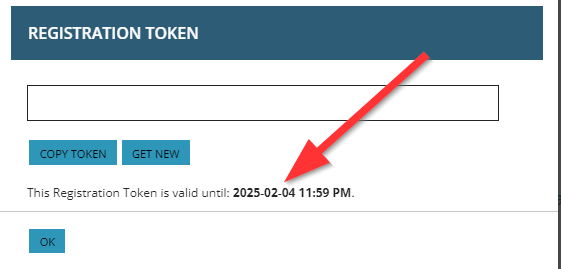 REGISTRATION TOKEN
COPY TOKEN GET NEW
This Registration Token is valid until: 2025-02-04 11:59 PM.
OK